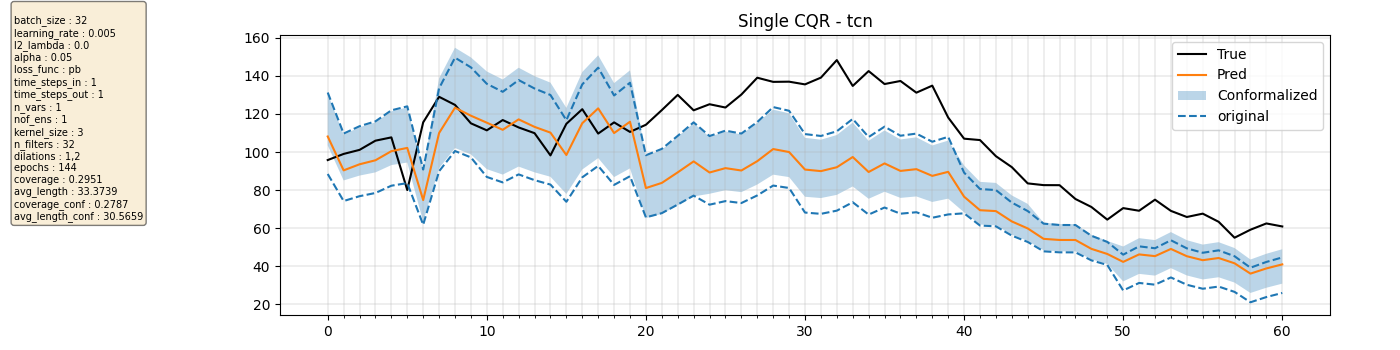 batch_size : 32
learning_rate : 0.005
l2_lambda : 0.0
alpha : 0.05
loss_func : pb
time_steps_in : 1
time_steps_out : 1
n_vars : 1
nof_ens : 1
kernel_size : 3
n_filters : 32
dilations : 1,2
epochs : 144
coverage : 0.2951
avg_length : 33.3739
coverage_conf : 0.2787
avg_length_conf : 30.5659
Single CQR - tcn
160
140
120
100
80
60
40
20
True
Pred
Conformalized
original
0 10 20 30 40 50 60